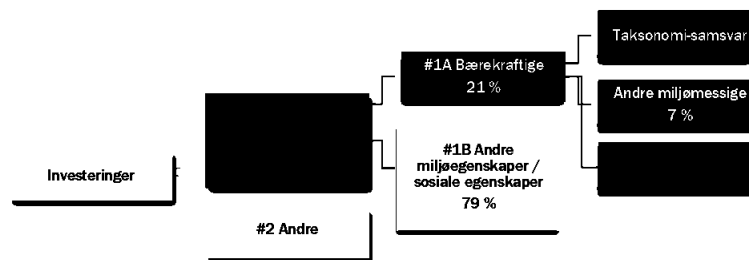 Investeringer
#2 Andre
#1A Bærekraftige
21 %
#1B Andre
miljøegenskaper /
sosiale egenskaper
79 %
Taksonomi-samsvar
Andre miljømessige
7 %